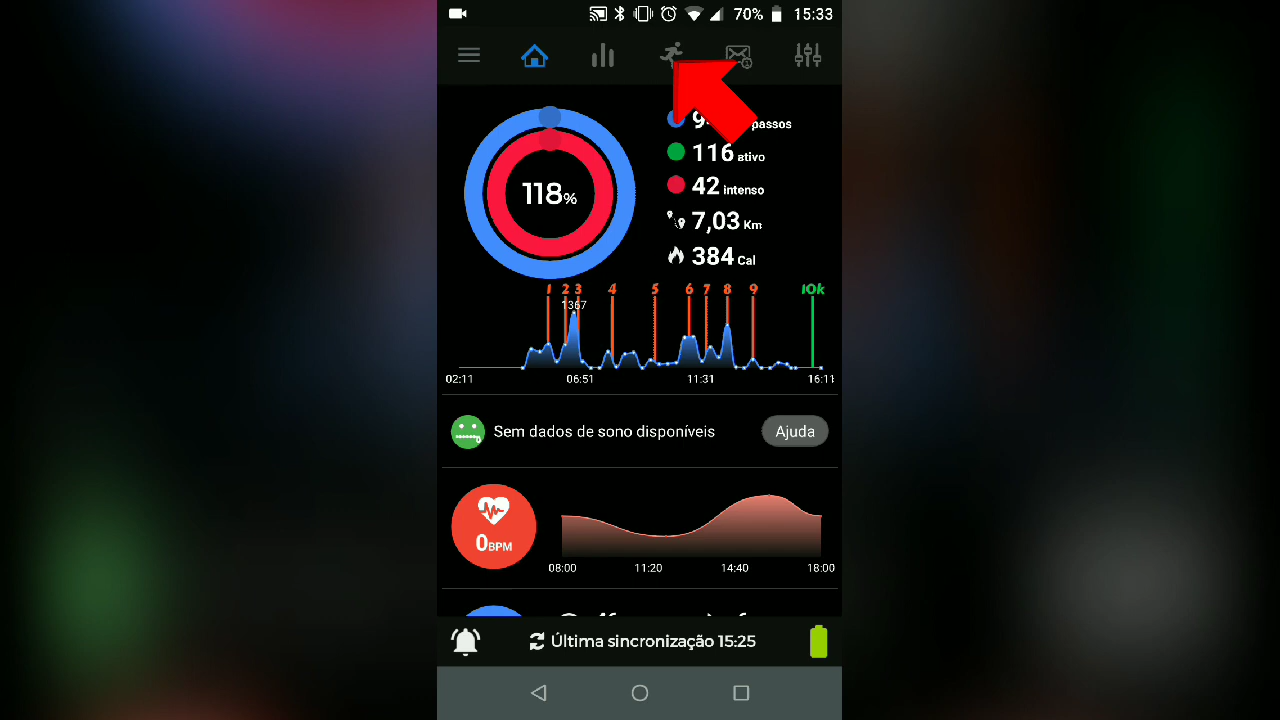 70% 15:33
passos
116 ativo
42 intenso
118%
7,03 Km
384 Cal
1 2 3 4 5 6 7 8 9 10k
1367
02:11 06:51 11:31 16:11
Sem dados de sono disponíveis Ajuda
0BPM
08:00 11:20 14:40 18:00
Última sincronização 15:25